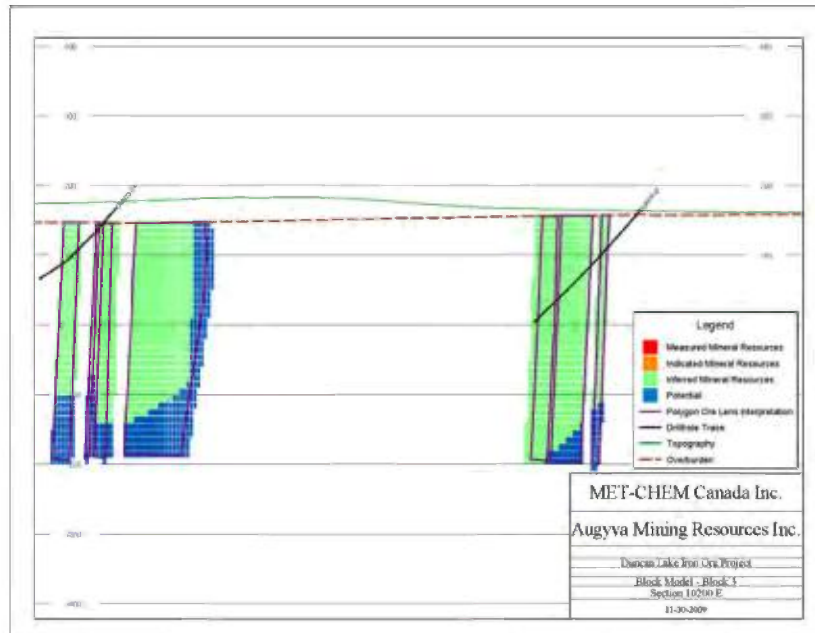 Legend
Measured Mineral Resources
Indicated Mineral Resources
Inferred Mineral Resources
Potential
Polygon Ore Lens Interpretation
Drillhole Trace
Topography
Overburden
MET-CHEM Canada Inc.
Augyva Mining Resources Inc.
Duncan Lake Iron Ore Project
Block Model - Block 3
Section 10200 E
11-30-2009